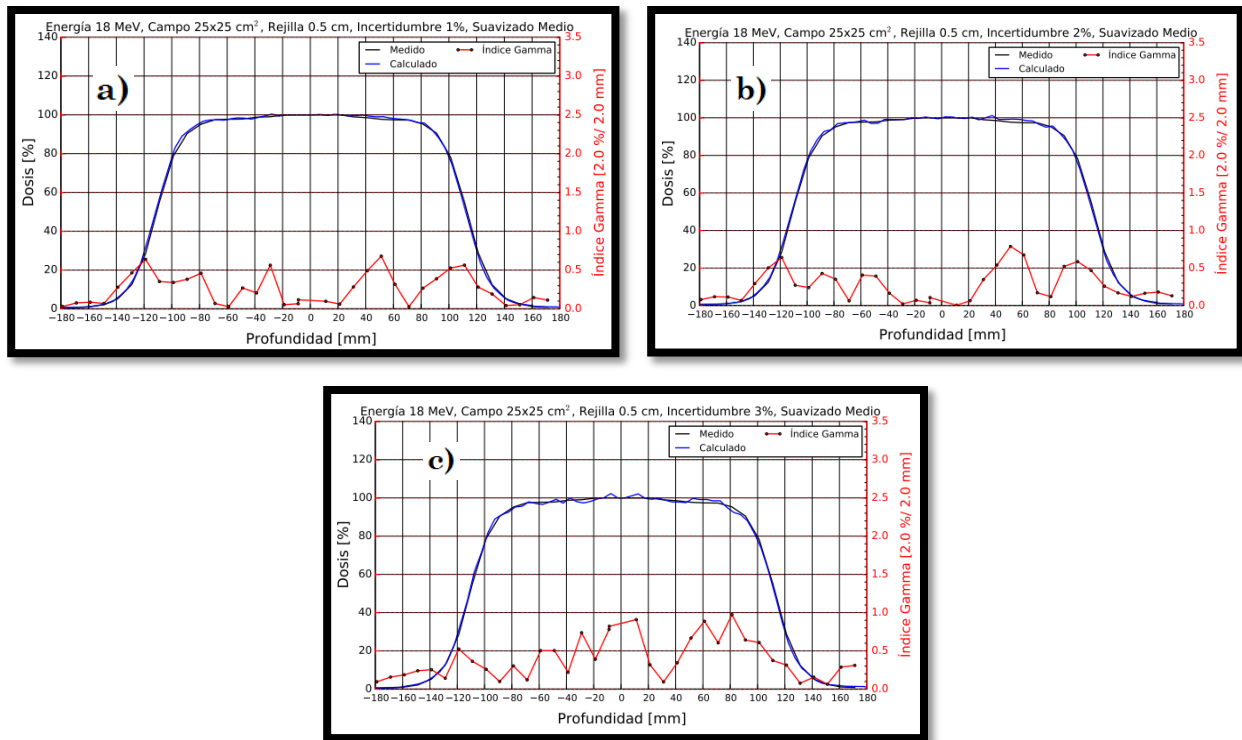 Energía 18 MeV, Campo 25x25 cm², Rejilla 0.5 cm, Incertidumbre 1%, Suavizado Medio
a)
Medido
Calculado
Índice Gamma
Dosis [%]
140
120
100
80
60
40
20
0
3.5
3.0
2.5
2.0
1.5
1.0
0.5
0.0
Índice Gamma [2.0 %/ 2.0 mm]
−180 −160 −140 −120 −100 −80 −60 −40 −20 0 20 40 60 80 100 120 140 160 180
Profundidad [mm]
Energía 18 MeV, Campo 25x25 cm², Rejilla 0.5 cm, Incertidumbre 2%, Suavizado Medio
b)
Medido
Calculado
Índice Gamma
Dosis [%]
140
120
100
80
60
40
20
0
3.5
3.0
2.5
2.0
1.5
1.0
0.5
0.0
Índice Gamma [2.0 %/ 2.0 mm]
−180 −160 −140 −120 −100 −80 −60 −40 −20 0 20 40 60 80 100 120 140 160 180
Profundidad [mm]
Energía 18 MeV, Campo 25x25 cm², Rejilla 0.5 cm, Incertidumbre 3%, Suavizado Medio
c)
Medido
Calculado
Índice Gamma
Dosis [%]
140
120
100
80
60
40
20
0
3.5
3.0
2.5
2.0
1.5
1.0
0.5
0.0
Índice Gamma [2.0 %/ 2.0 mm]
−180 −160 −140 −120 −100 −80 −60 −40 −20 0 20 40 60 80 100 120 140 160 180
Profundidad [mm]